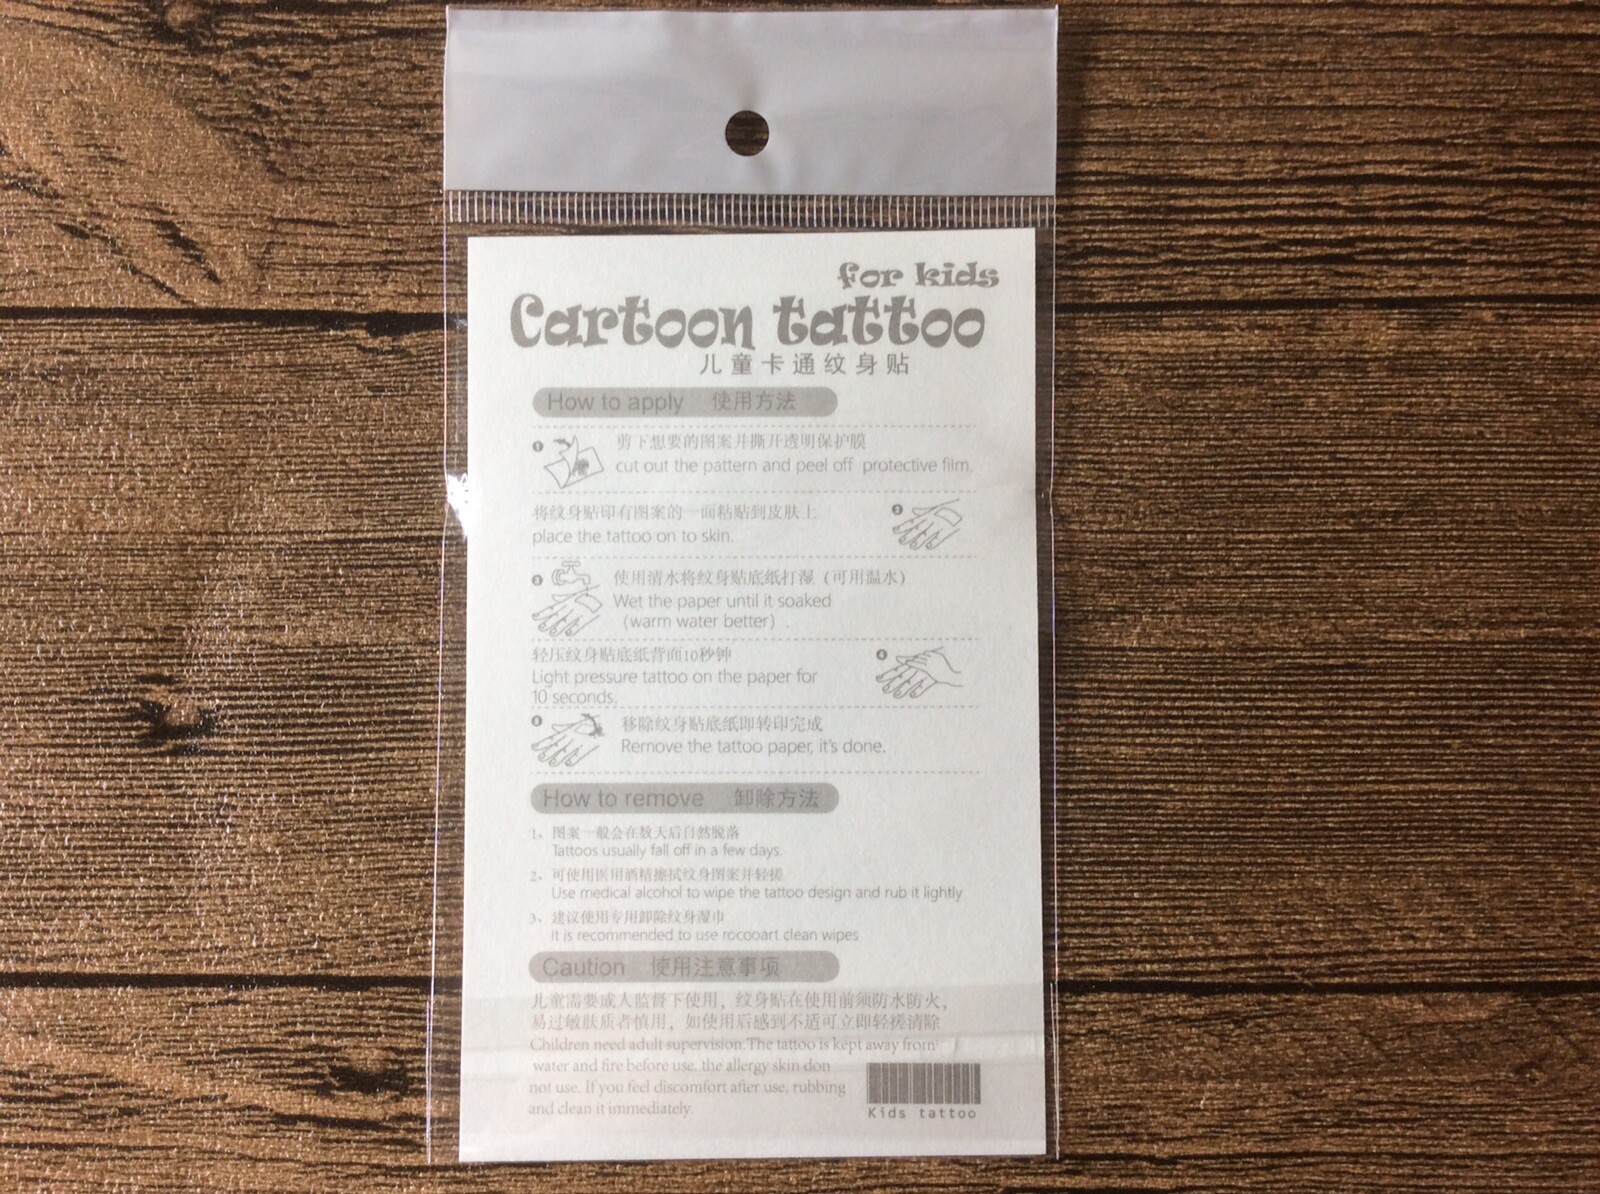 for kids
Cartoon tattoo
儿童卡通纹身贴
How to apply 使用方法
1 剪下想要的图案并撕开透明保护膜
cut out the pattern and peel off protective film.
将纹身贴印有图案的一面粘贴到皮肤上 2
place the tattoo on to skin.
3 使用清水将纹身贴底纸打湿（可用温水）
Wet the paper until it soaked
（warm water better）.
轻压纹身贴底纸背面10秒钟 4
Light pressure tattoo on the paper for
10 seconds.
移除纹身贴底纸即转印完成
Remove the tattoo paper, it's done.
How to remove 卸除方法
1、图案一般会在数天后自然脱落
Tattoos usually fall off in a few days.
2、可使用医用酒精擦拭纹身图案并轻搓
Use medical alcohol to wipe the tattoo design and rub it lightly
3、建议使用专用卸除纹身湿巾
It is recommended to use rocooart clean wipes
Caution 使用注意事项
儿童需要成人监督下使用，纹身贴在使用前须防水防火，
易过敏肤质者慎用，如使用后感到不适可立即轻搓清除
Children need adult supervision.The tattoo is kept away from
water and fire before use. the allergy skin don
not use. If you feel discomfort after use, rubbing
and clean it immediately.
Kids tattoo